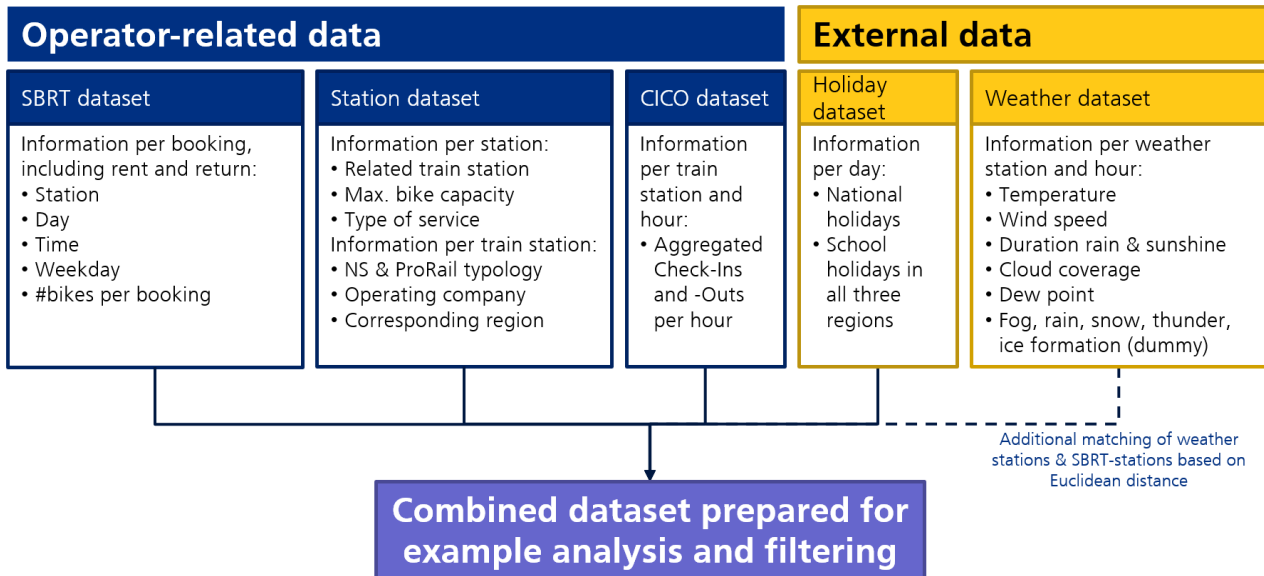 Operator-related data
External data
SBRT dataset
Information per booking,
including rent and return:
• Station
• Day
• Time
• Weekday
• #bikes per booking
Station dataset
Information per station:
• Related train station
• Max. bike capacity
• Type of service
Information per train station:
• NS & ProRail typology
• Operating company
• Corresponding region
CICO dataset
Information
per train
station and
hour:
• Aggregated
Check-Ins
and -Outs
per hour
Holiday
dataset
Information
per day:
• National
holidays
• School
holidays in
all three
regions
Weather dataset
Information per weather
station and hour:
• Temperature
• Wind speed
• Duration rain & sunshine
• Cloud coverage
• Dew point
• Fog, rain, snow, thunder,
ice formation (dummy)
Additional matching of weather
stations & SBRT-stations based on
Euclidean distance
Combined dataset prepared for
example analysis and filtering